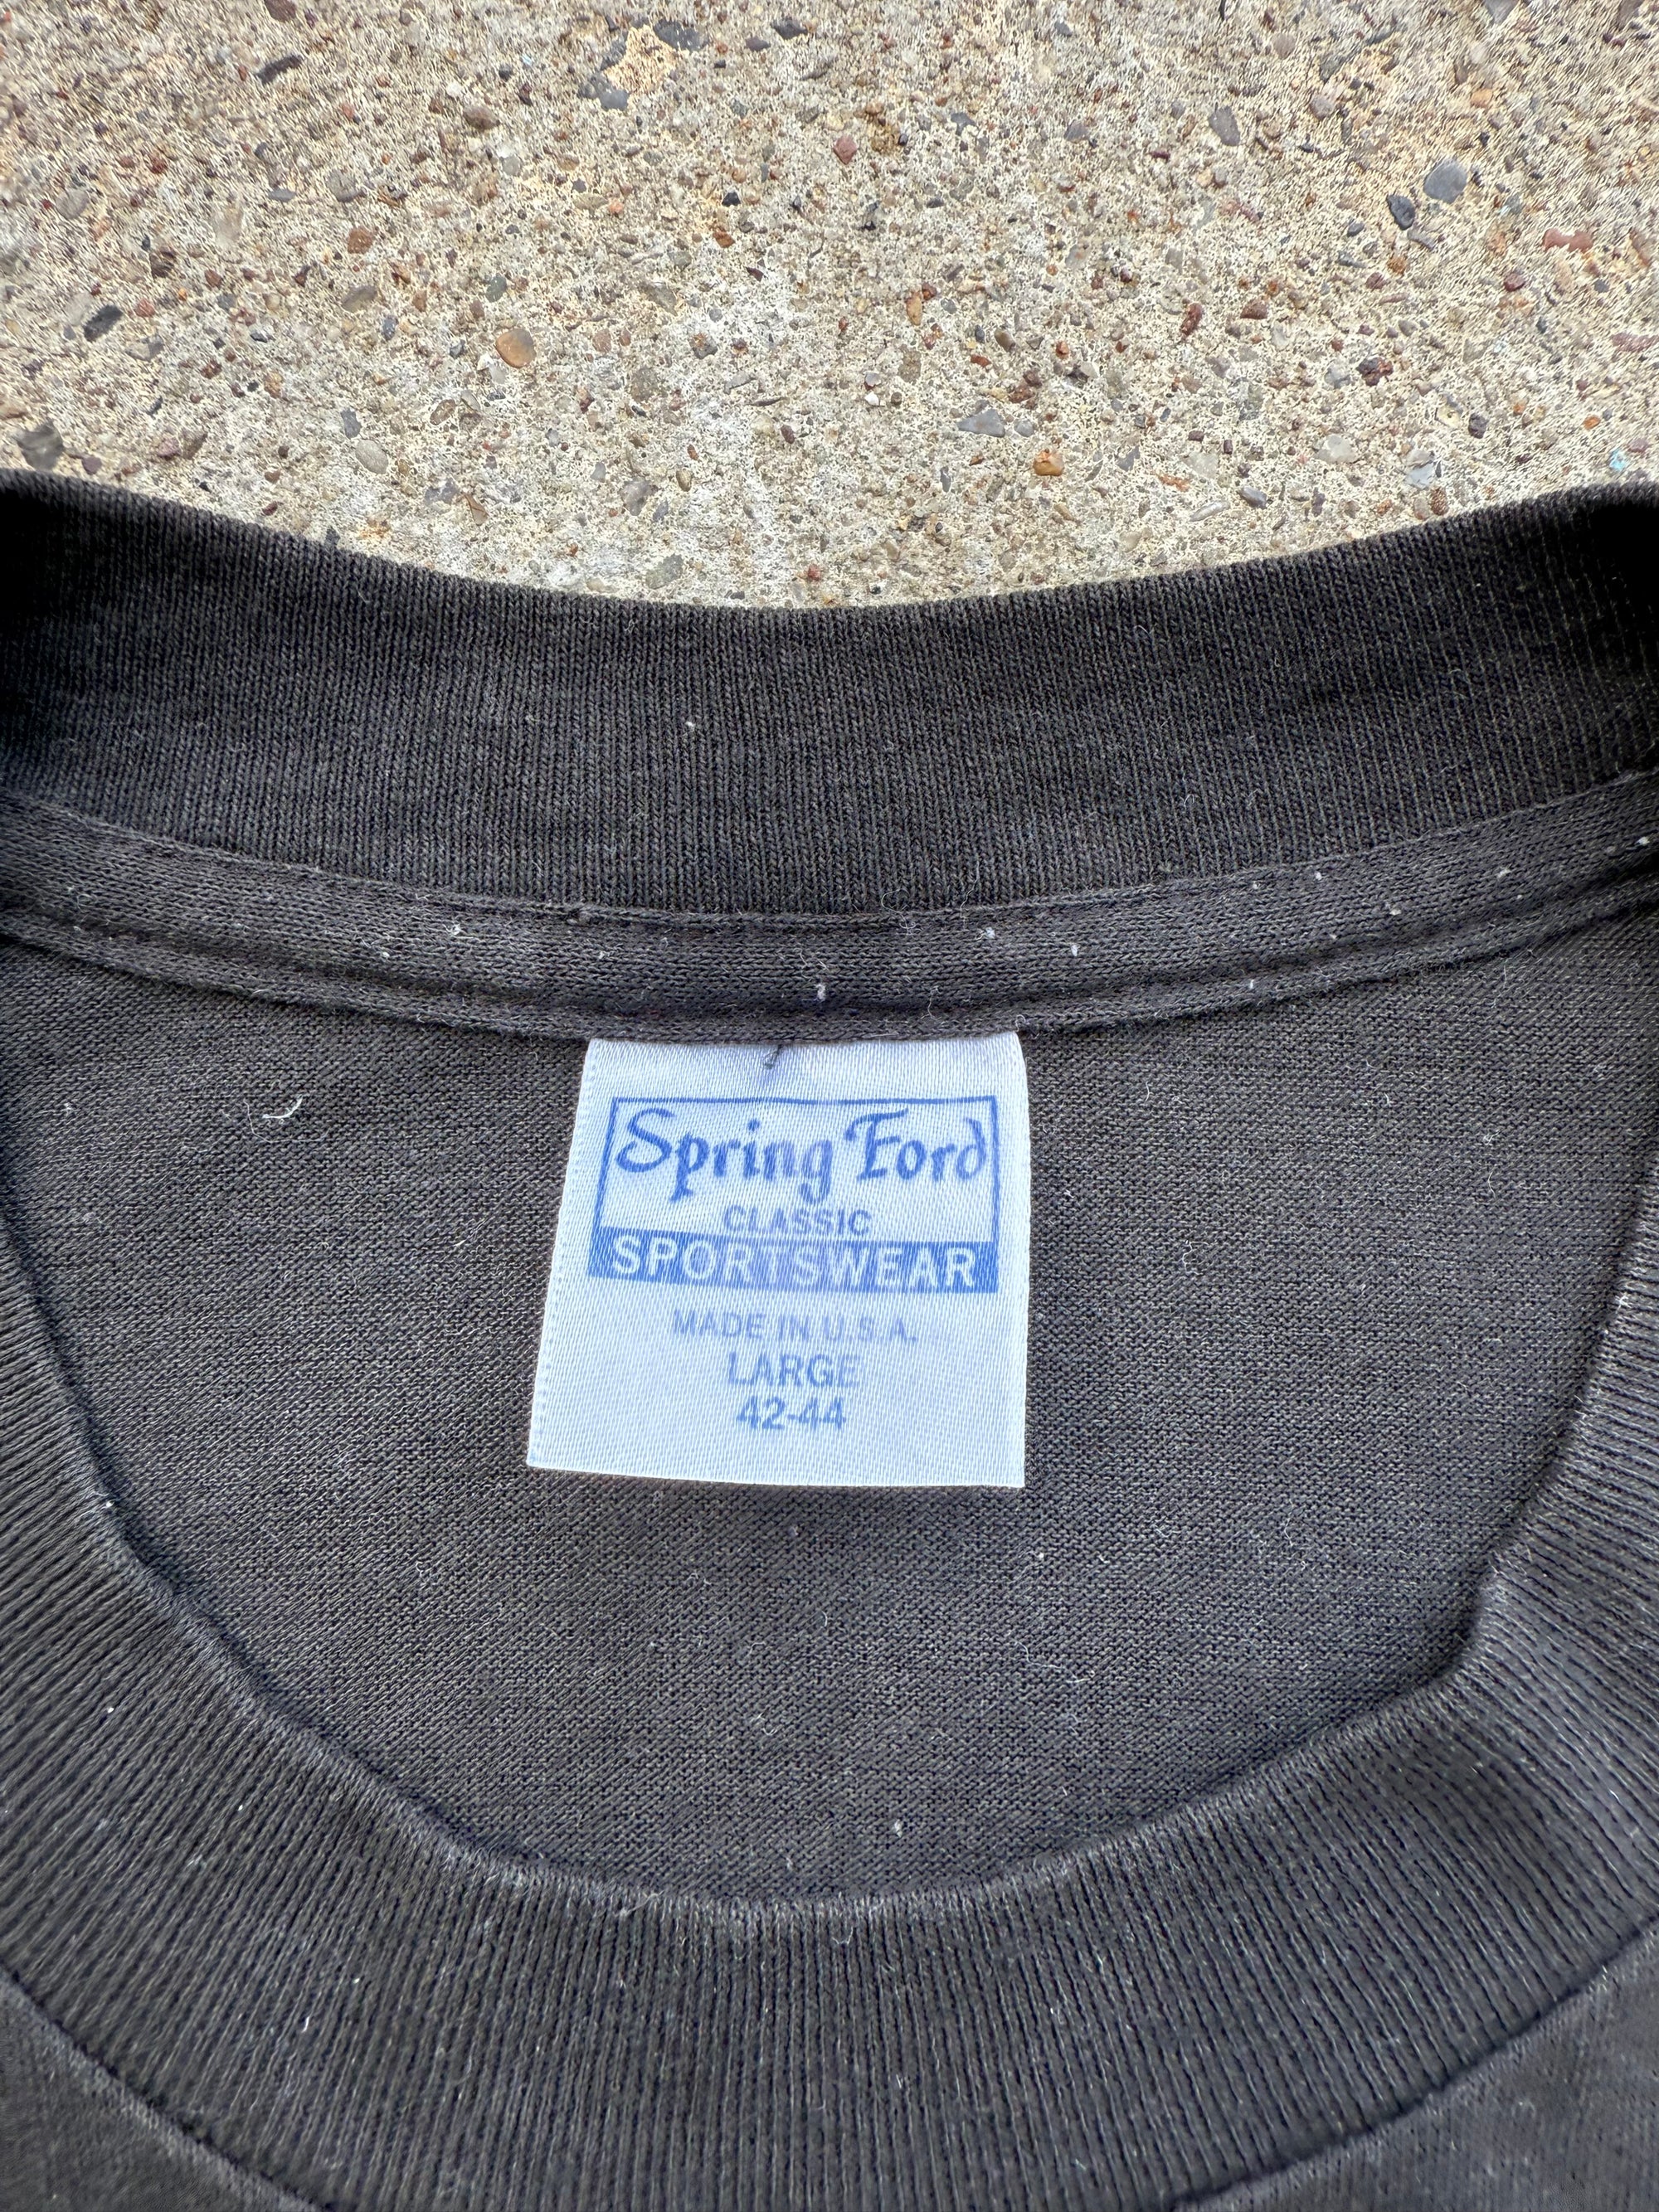 Spring Ford
CLASSIC
SPORTSWEAR
MADE IN U.S.A.
LARGE
42-44